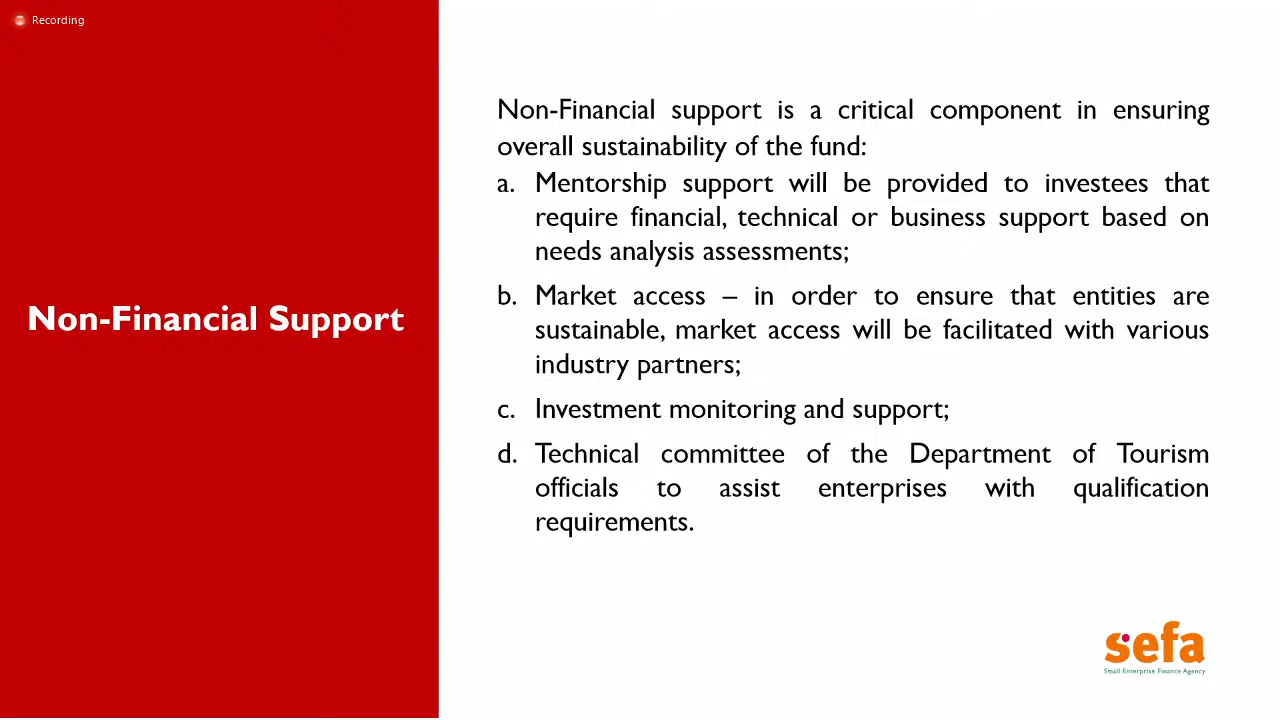 Recording
Non-Financial Support
Non-Financial support is a critical component in ensuring
overall sustainability of the fund:
a. Mentorship support will be provided to investees that
require financial, technical or business support based on
needs analysis assessments;
b. Market access – in order to ensure that entities are
sustainable, market access will be facilitated with various
industry partners;
c. Investment monitoring and support;
d. Technical committee of the Department of Tourism
officials to assist enterprises with qualification
requirements.
sefa
Small Enterprise Finance Agency